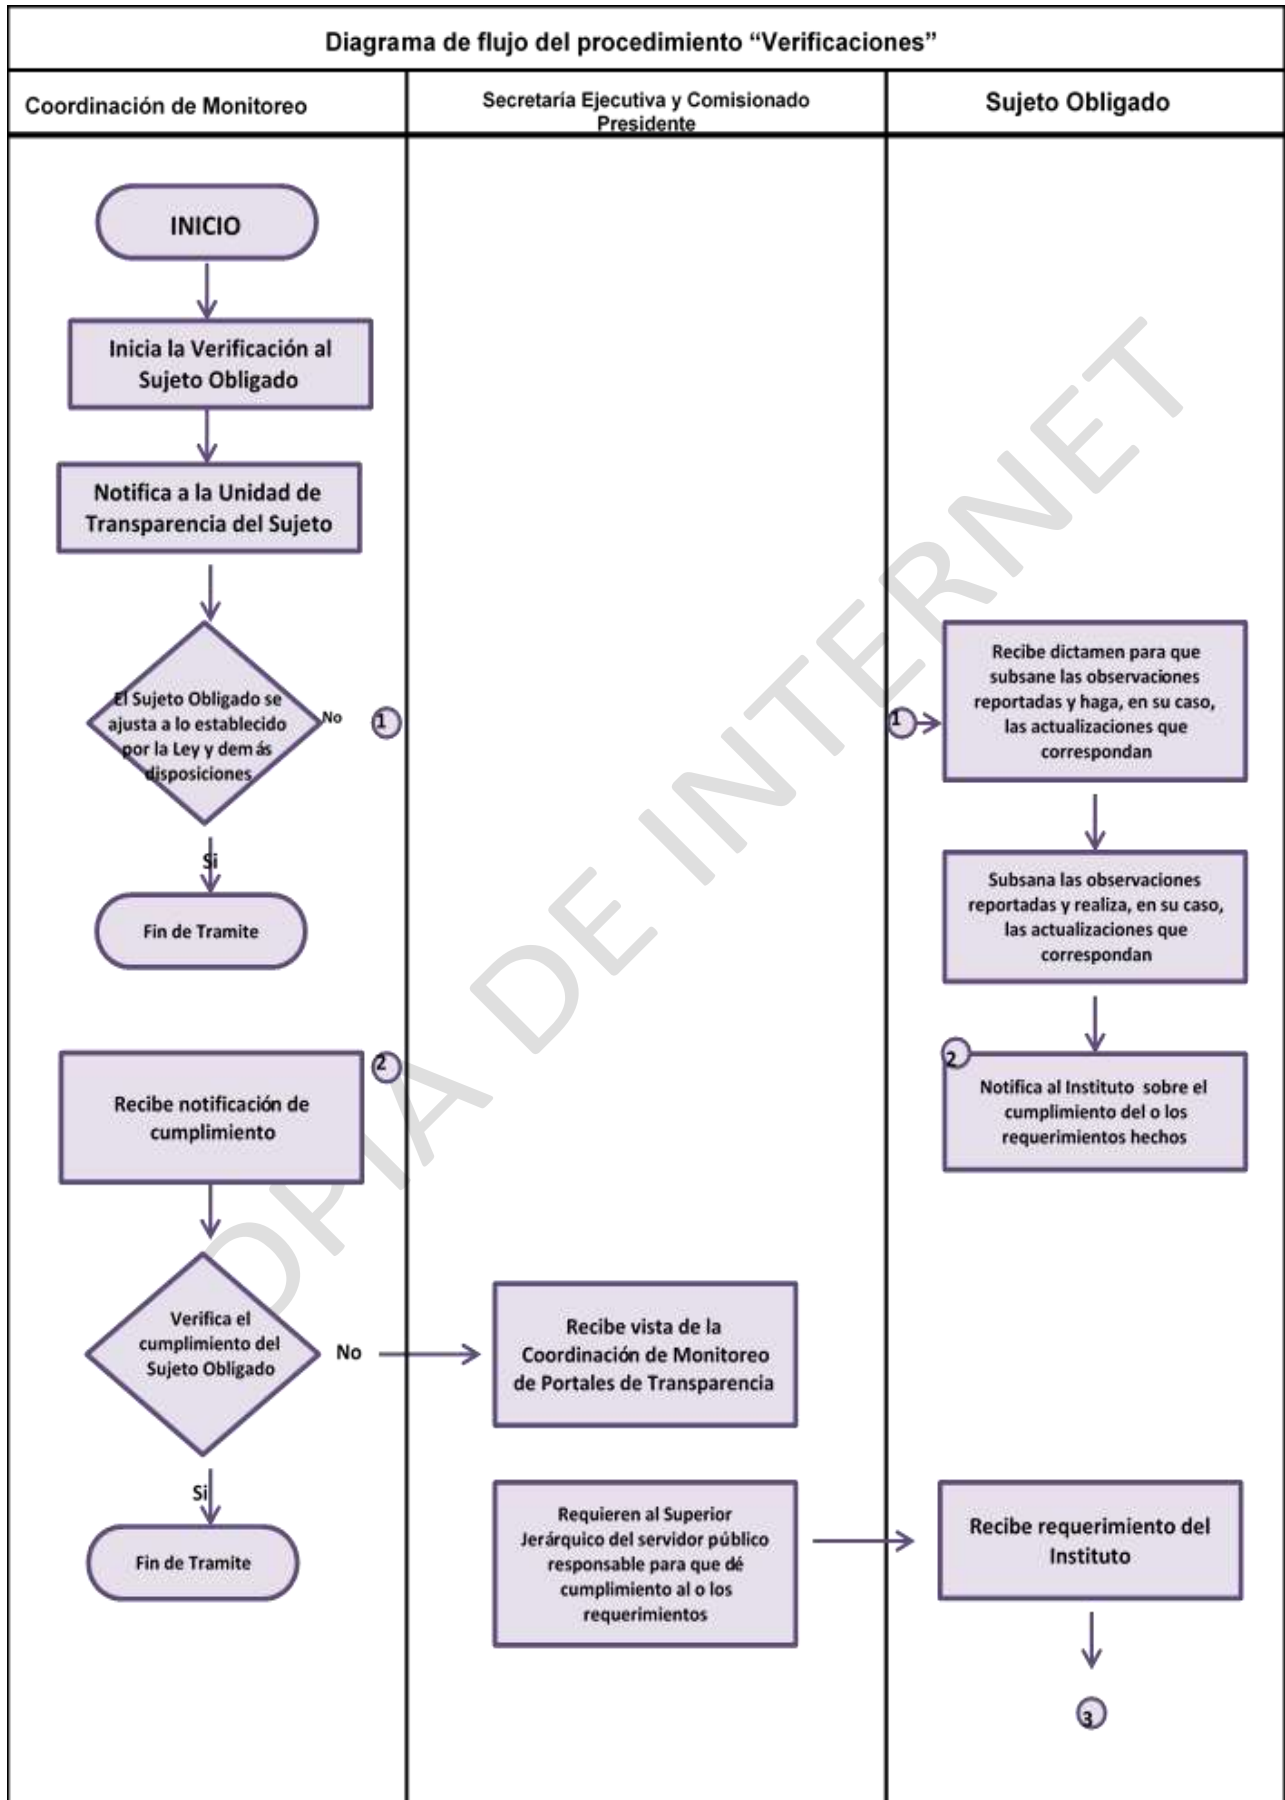 Diagrama de flujo del procedimiento “Verificaciones”
Coordinación de Monitoreo
Secretaría Ejecutiva y Comisionado
Presidente
Sujeto Obligado
INICIO
Inicia la Verificación al
Sujeto Obligado
Notifica a la Unidad de
Transparencia del Sujeto
El Sujeto Obligado se
ajusta a lo establecido
por la Ley y demás
disposiciones
No
1
Si
Fin de Tramite
1
Recibe dictamen para que
subsane las observaciones
reportadas y haga, en su caso,
las actualizaciones que
correspondan
Subsana las observaciones
reportadas y realiza, en su caso,
las actualizaciones que
correspondan
2
Notifica al Instituto sobre el
cumplimiento del o los
requerimientos hechos
2
Recibe notificación de
cumplimiento
Verifica el
cumplimiento del
Sujeto Obligado
No
Si
Fin de Tramite
Recibe vista de la
Coordinación de Monitoreo
de Portales de Transparencia
Requieren al Superior
Jerárquico del servidor público
responsable para que dé
cumplimiento al o los
requerimientos
Recibe requerimiento del
Instituto
3
OPIA DE INTERNET